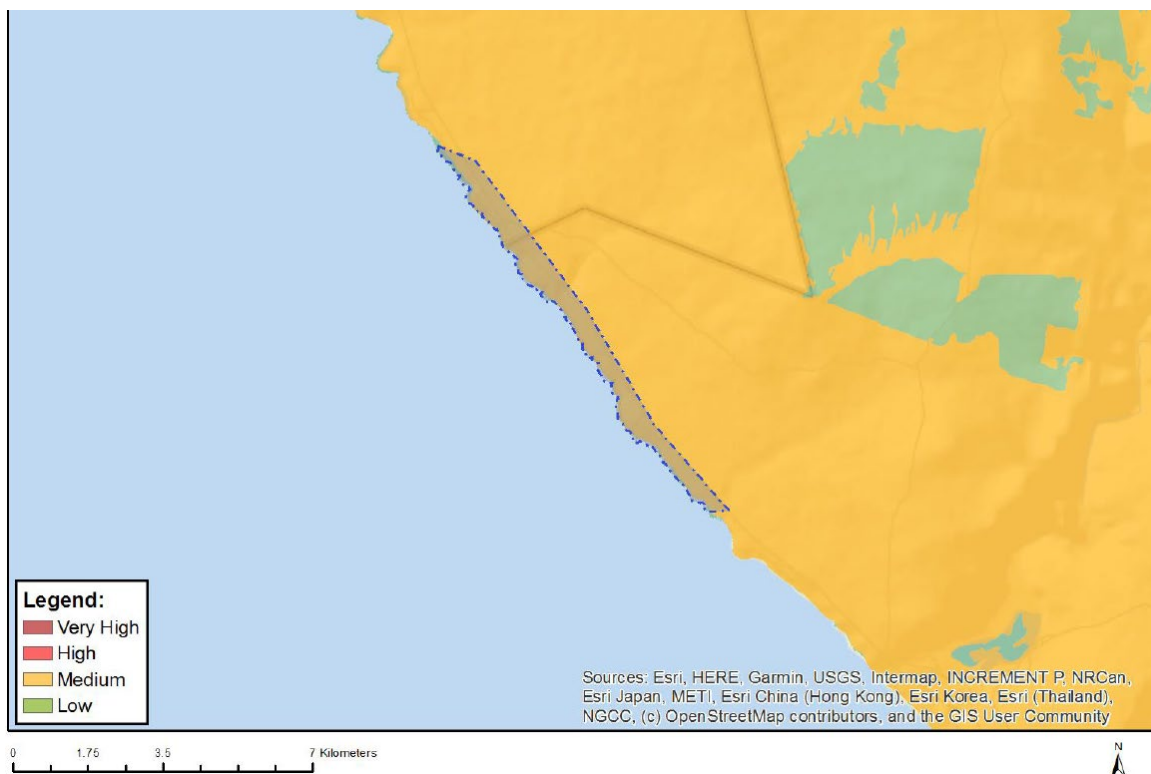 Legend:
Very High
High
Medium
Low
Sources: Esri, HERE, Garmin, USGS, Intermap, INCREMENT P, NRCan,
Esri Japan, METI, Esri China (Hong Kong), Esri Korea, Esri (Thailand),
NGCC, (c) OpenStreetMap contributors, and the GIS User Community
0 1.75 3.5 7 Kilometers
N